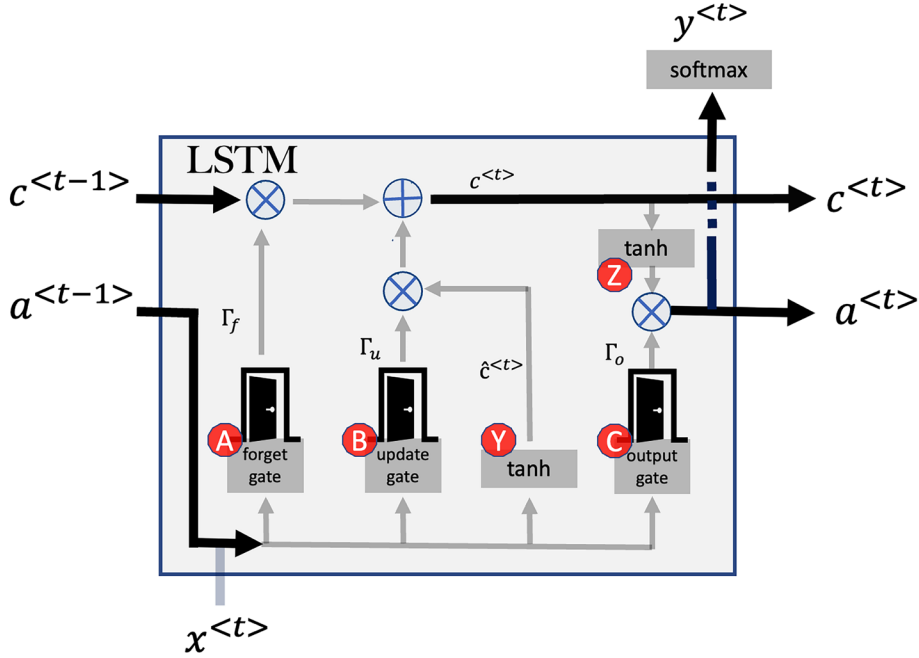 y<t>
softmax
LSTM
c<t-1>
c<t>
c<t>
tanh
Z
a<t-1>
a<t>
Γf
Γu
ĉ<t>
Γo
A
B
Y
C
forget
gate
update
gate
tanh
output
gate
x<t>